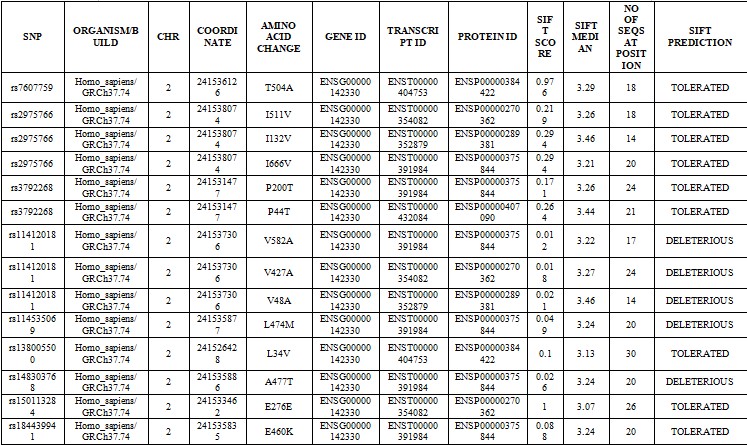 SNP ORGANISM/BUILD CHR COORDINATE AMINO ACID CHANGE GENE ID TRANSCRIPT ID PROTEIN ID SIFT SCORE SIFT MEDIAN NO OF SEQS AT POSITION SIFT PREDICTION
rs7607759 Homo_sapiens/GRCh37.74 2 241536126 T504A ENSG00000142330 ENST00000404753 ENSP00000384422 0.976 3.29 18 TOLERATED
rs2975766 Homo_sapiens/GRCh37.74 2 241538074 I511V ENSG00000142330 ENST00000354082 ENSP00000270362 0.219 3.26 18 TOLERATED
rs2975766 Homo_sapiens/GRCh37.74 2 241538074 I132V ENSG00000142330 ENST00000352879 ENSP00000289381 0.294 3.46 14 TOLERATED
rs2975766 Homo_sapiens/GRCh37.74 2 241538074 I666V ENSG00000142330 ENST00000391984 ENSP00000375844 0.294 3.21 20 TOLERATED
rs3792268 Homo_sapiens/GRCh37.74 2 241531477 P200T ENSG00000142330 ENST00000391984 ENSP00000375844 0.171 3.26 24 TOLERATED
rs3792268 Homo_sapiens/GRCh37.74 2 241531477 P44T ENSG00000142330 ENST00000432084 ENSP00000407090 0.264 3.44 21 TOLERATED
rs114120181 Homo_sapiens/GRCh37.74 2 241537306 V582A ENSG00000142330 ENST00000391984 ENSP00000375844 0.012 3.22 17 DELETERIOUS
rs114120181 Homo_sapiens/GRCh37.74 2 241537306 V427A ENSG00000142330 ENST00000354082 ENSP00000270362 0.018 3.27 24 DELETERIOUS
rs114120181 Homo_sapiens/GRCh37.74 2 241537306 V48A ENSG00000142330 ENST00000352879 ENSP00000289381 0.021 3.46 14 DELETERIOUS
rs114535069 Homo_sapiens/GRCh37.74 2 241535877 L474M ENSG00000142330 ENST00000391984 ENSP00000375844 0.049 3.24 20 DELETERIOUS
rs138005500 Homo_sapiens/GRCh37.74 2 241526428 L34V ENSG00000142330 ENST00000404753 ENSP00000384422 0.1 3.13 30 TOLERATED
rs148303768 Homo_sapiens/GRCh37.74 2 241535886 A477T ENSG00000142330 ENST00000391984 ENSP00000375844 0.026 3.24 20 DELETERIOUS
rs150113284 Homo_sapiens/GRCh37.74 2 241533462 E276E ENSG00000142330 ENST00000354082 ENSP00000270362 1 3.07 26 TOLERATED
rs184439941 Homo_sapiens/GRCh37.74 2 241535835 E460K ENSG00000142330 ENST00000391984 ENSP00000375844 0.088 3.24 20 TOLERATED